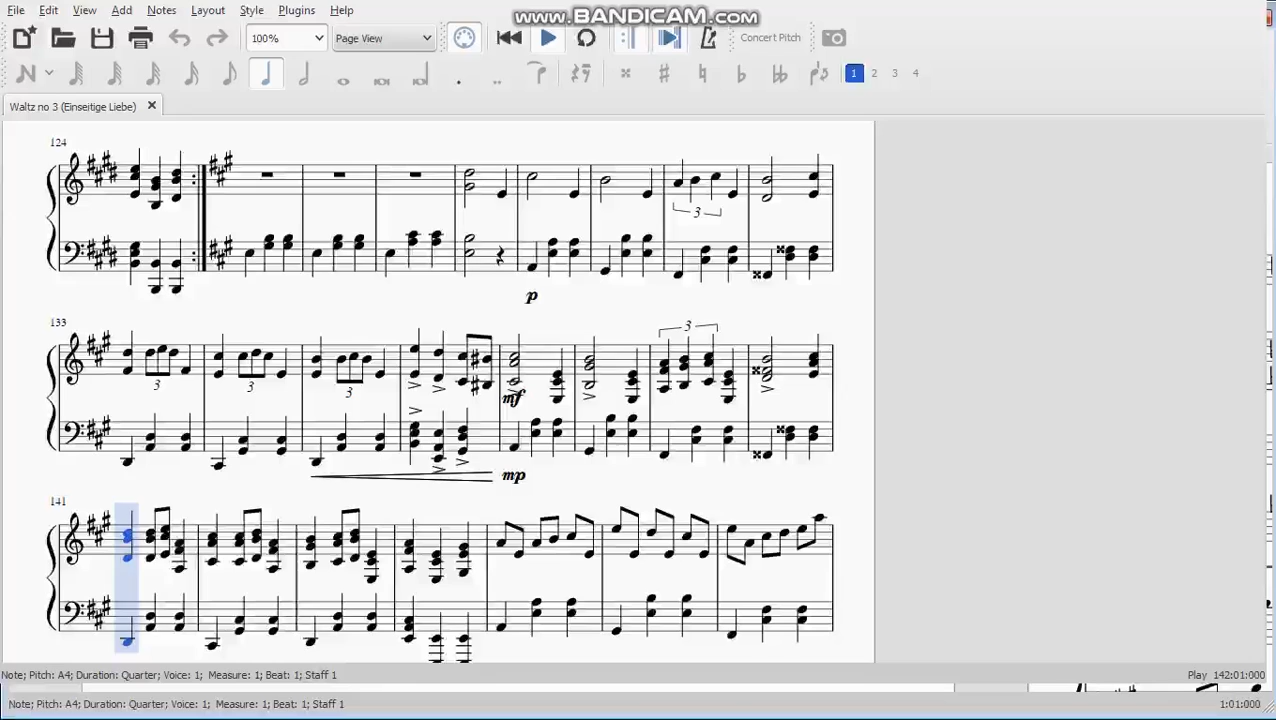 File Edit View Add Notes Layout Style Plugins Help
www.BANDICAM.com
100% Page View Concert Pitch
1 2 3 4
Waltz no 3 (Einseitige Liebe)
124
3
p
133
3
3 3 3
mf
mp
141
Note; Pitch: A4; Duration: Quarter; Voice: 1; Measure: 1; Beat: 1; Staff 1 Play 142:01:000
Note; Pitch: A4; Duration: Quarter; Voice: 1; Measure: 1; Beat: 1; Staff 1 1:01:000